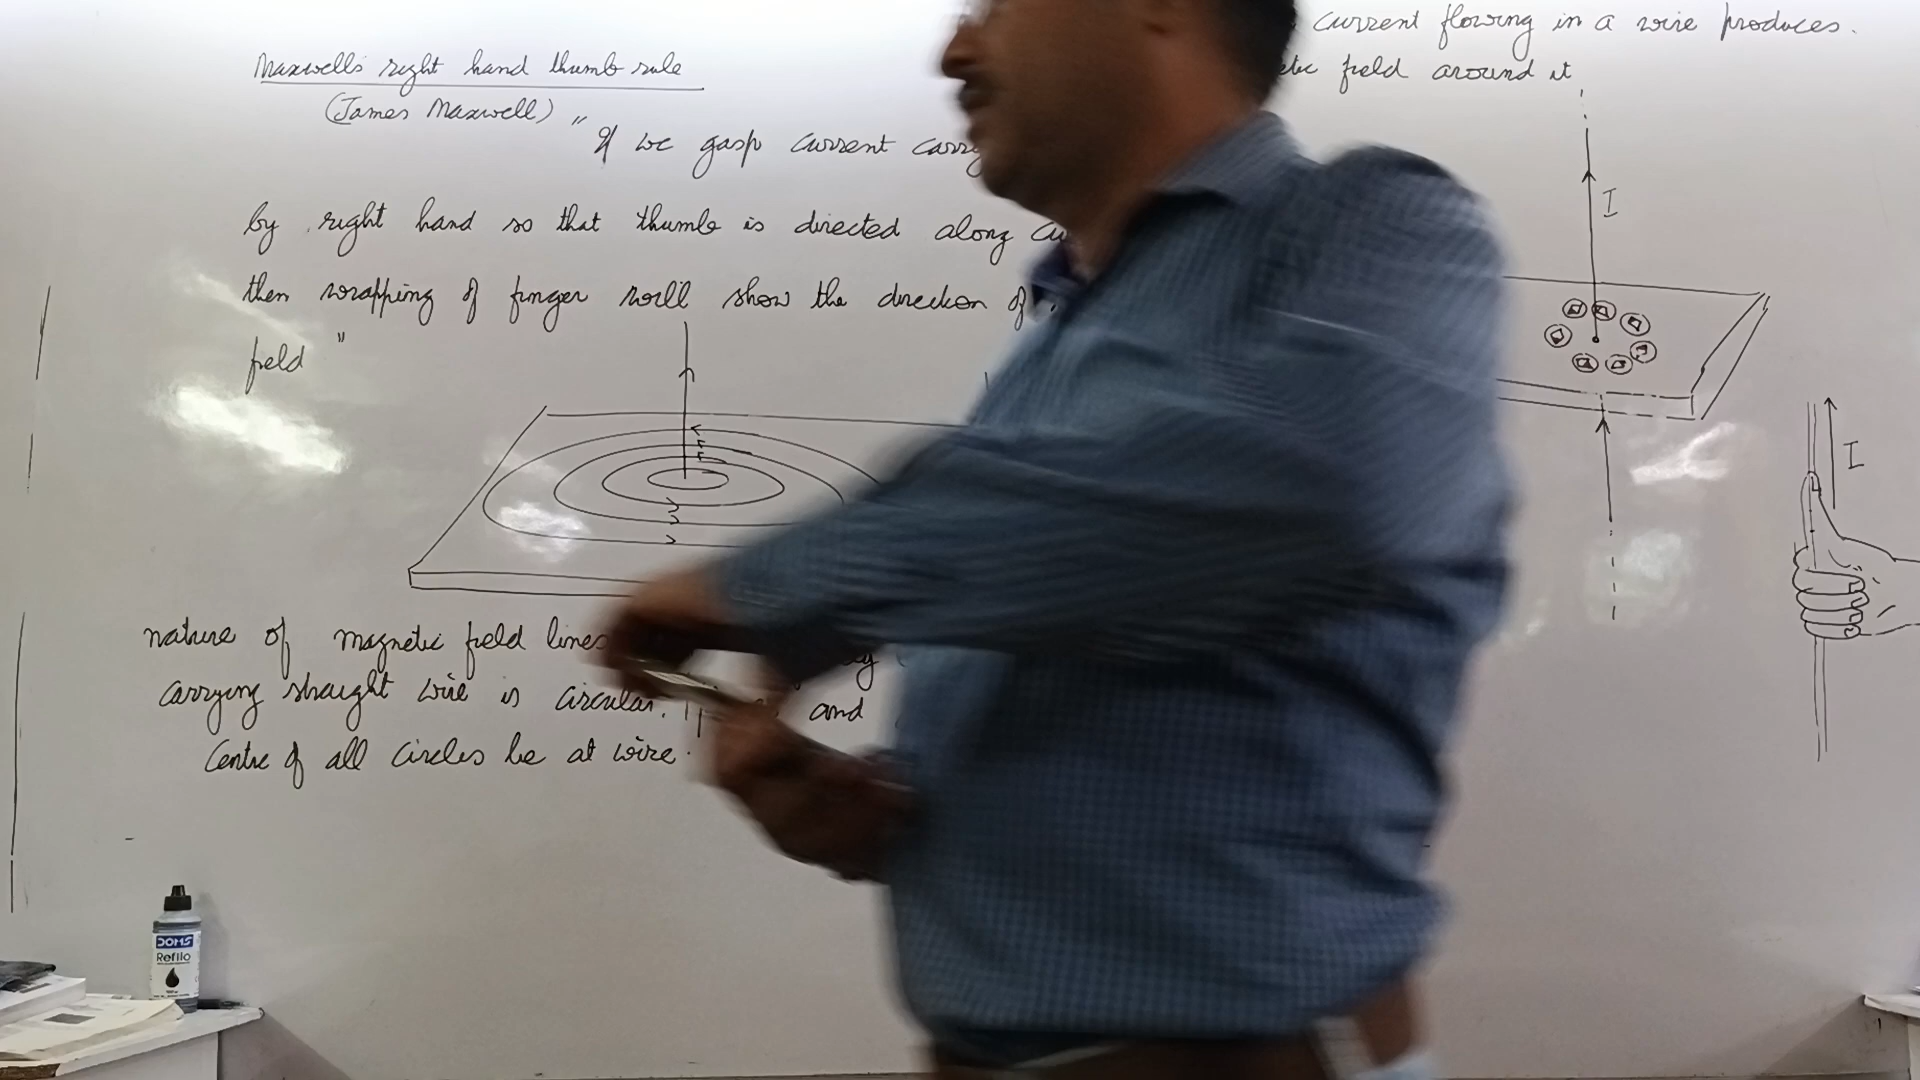 Maxwell's right hand thumb rule
(James Maxwell)
" If we gasp current
by right hand so that thumb is directed along
then wrapping of finger will show the direction of
field "
nature of magnetic field lines
carrying straight wire is circular. and
Centre of all circles be at wire.
current flowing in a wire produces.
field around it
I
I
DOMS
Refilo